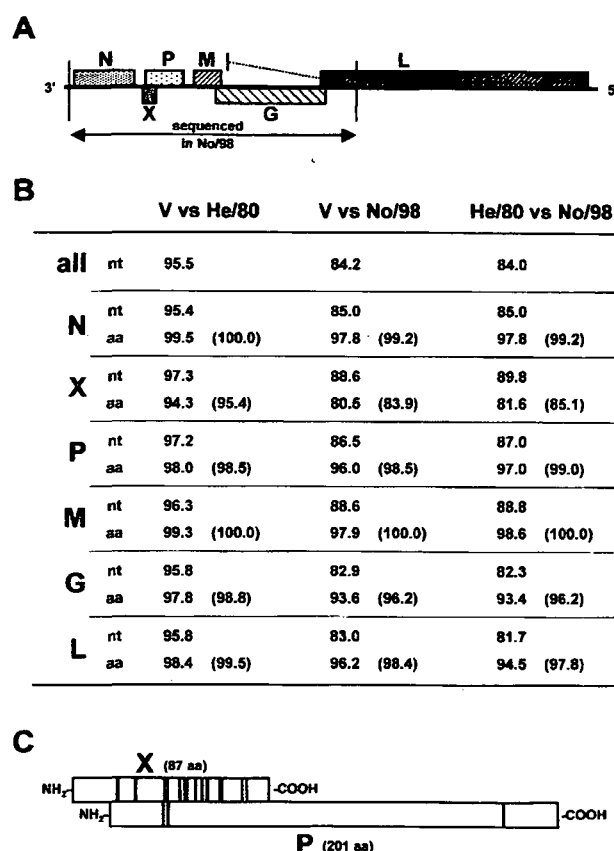 A
N P M L
3' 5'
X G
sequenced
in No/98
B
V vs He/80 V vs No/98 He/80 vs No/98
all nt 95.5 84.2 84.0
N nt 95.4 85.0 85.0
aa 99.5 (100.0) 97.8 (99.2) 97.8 (99.2)
X nt 97.3 88.6 89.8
aa 94.3 (95.4) 80.5 (83.9) 81.6 (85.1)
P nt 97.2 86.5 87.0
aa 98.0 (98.5) 96.0 (98.5) 97.0 (99.0)
M nt 96.3 88.6 88.8
aa 99.3 (100.0) 97.9 (100.0) 98.6 (100.0)
G nt 95.8 82.9 82.3
aa 97.8 (98.8) 93.6 (96.2) 93.4 (96.2)
L nt 95.8 83.0 81.7
aa 98.4 (99.5) 96.2 (98.4) 94.5 (97.8)
C
X (87 aa)
NH2- -COOH
NH2- -COOH
P (201 aa)